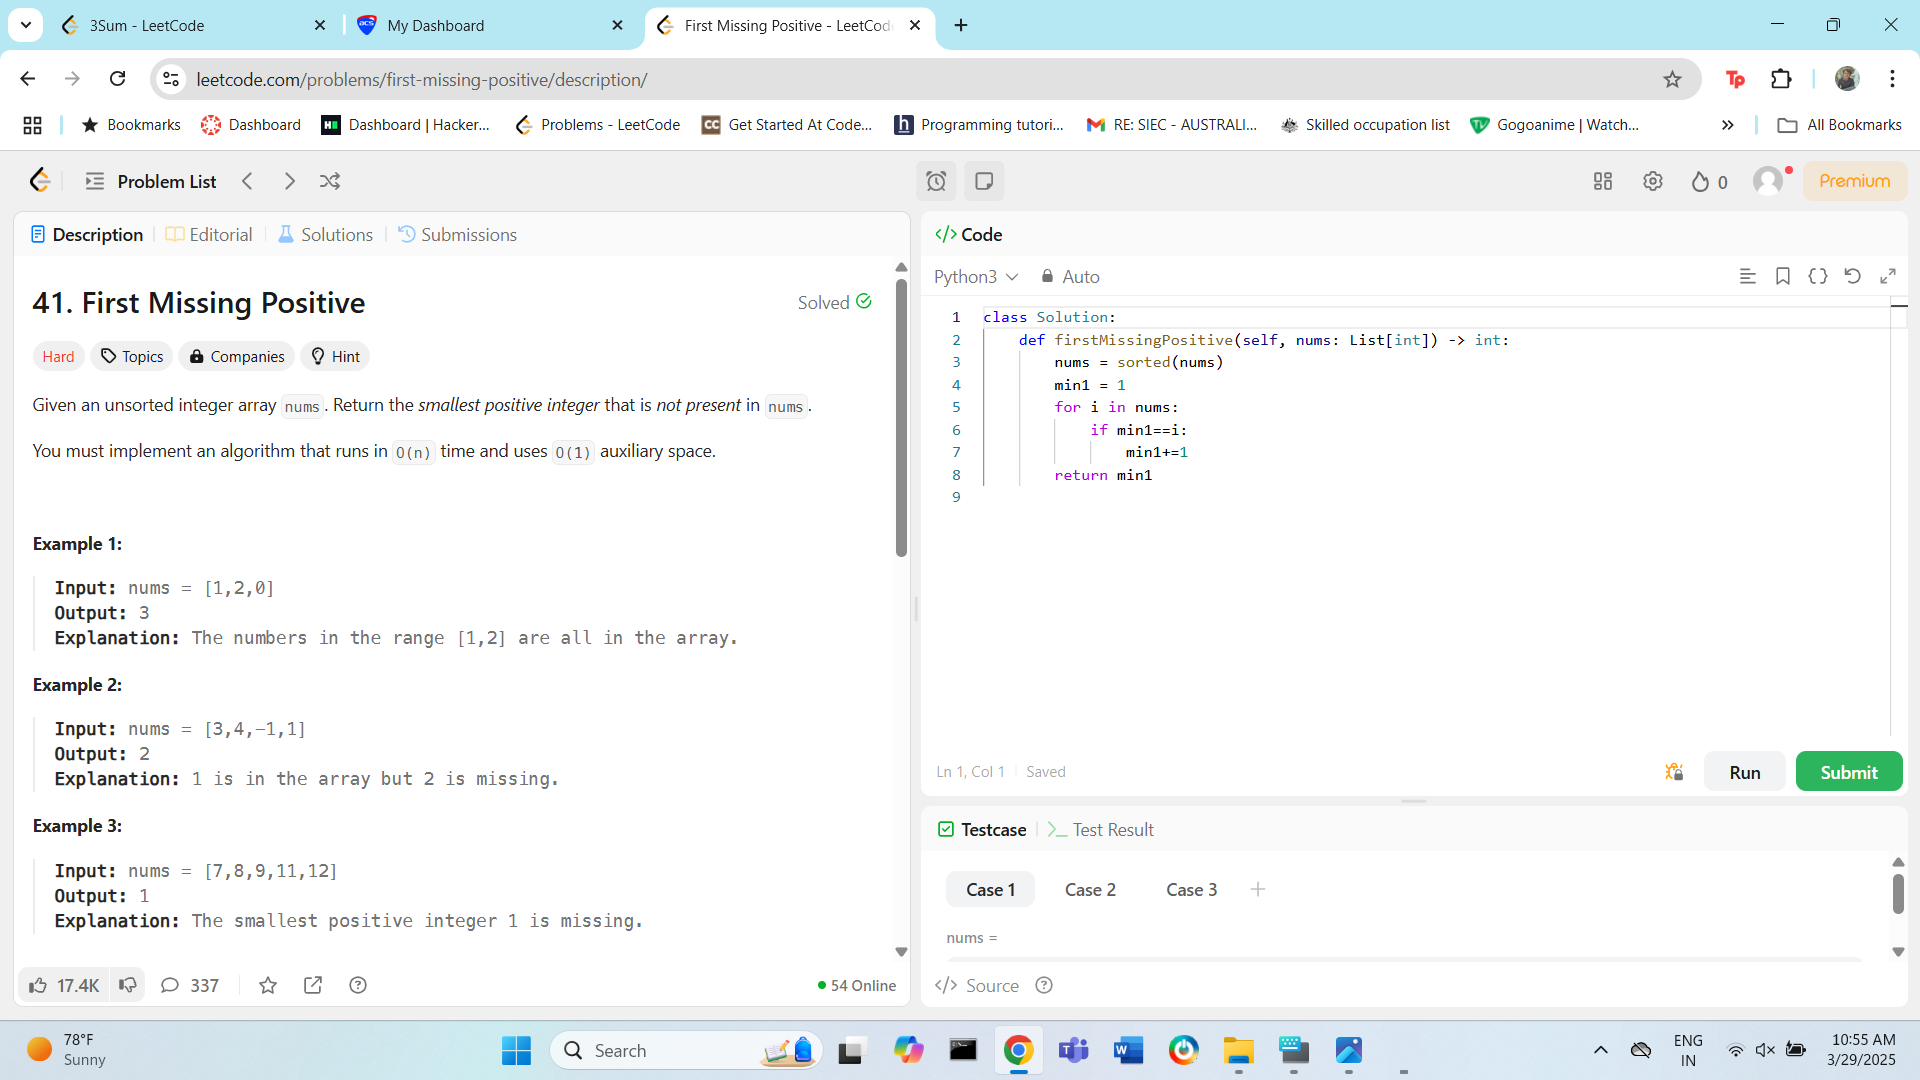 3Sum - LeetCode
My Dashboard
First Missing Positive - LeetCod
leetcode.com/problems/first-missing-positive/description/
Bookmarks
Dashboard
Dashboard | Hacker...
Problems - LeetCode
Get Started At Code...
Programming tutori...
RE: SIEC - AUSTRALI...
Skilled occupation list
Gogoanime | Watch...
All Bookmarks
Problem List
0
Premium
Description
Editorial
Solutions
Submissions
41. First Missing Positive
Solved
Hard
Topics
Companies
Hint
Given an unsorted integer array nums. Return the smallest positive integer that is not present in nums.
You must implement an algorithm that runs in O(n) time and uses O(1) auxiliary space.
Example 1:
Input: nums = [1,2,0]
Output: 3
Explanation: The numbers in the range [1,2] are all in the array.
Example 2:
Input: nums = [3,4,-1,1]
Output: 2
Explanation: 1 is in the array but 2 is missing.
Example 3:
Input: nums = [7,8,9,11,12]
Output: 1
Explanation: The smallest positive integer 1 is missing.
17.4K
337
54 Online
</> Code
Python3
Auto
1 class Solution:
2 def firstMissingPositive(self, nums: List[int]) -> int:
3 nums = sorted(nums)
4 min1 = 1
5 for i in nums:
6 if min1==i:
7 min1+=1
8 return min1
9
Ln 1, Col 1
Saved
Run
Submit
Testcase
Test Result
Case 1
Case 2
Case 3
nums =
</> Source
78°F
Sunny
Search
ENG
IN
10:55 AM
3/29/2025